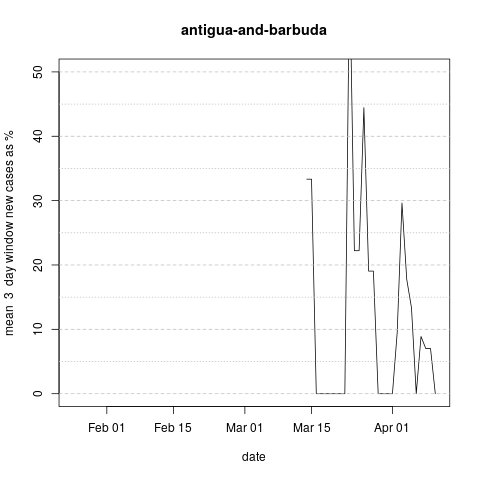 antigua-and-barbuda
mean 3 day window new cases as %
50
40
30
20
10
0
Feb 01 Feb 15 Mar 01 Mar 15 Apr 01
date